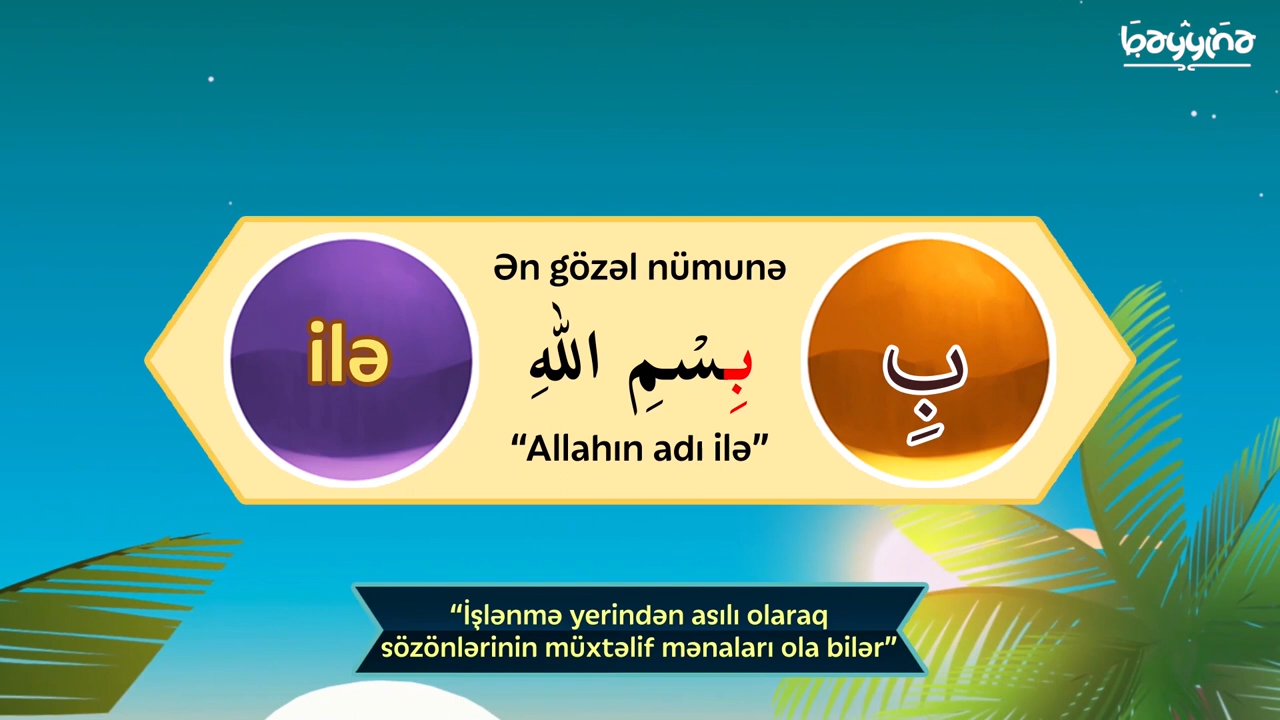 bəyyinə
Ən gözəl nümunə
ilə
بِسْمِ اللّٰهِ
بِ
“Allahın adı ilə”
“İşlənmə yerindən asılı olaraq
sözönlərinin müxtəlif mənaları ola bilər”